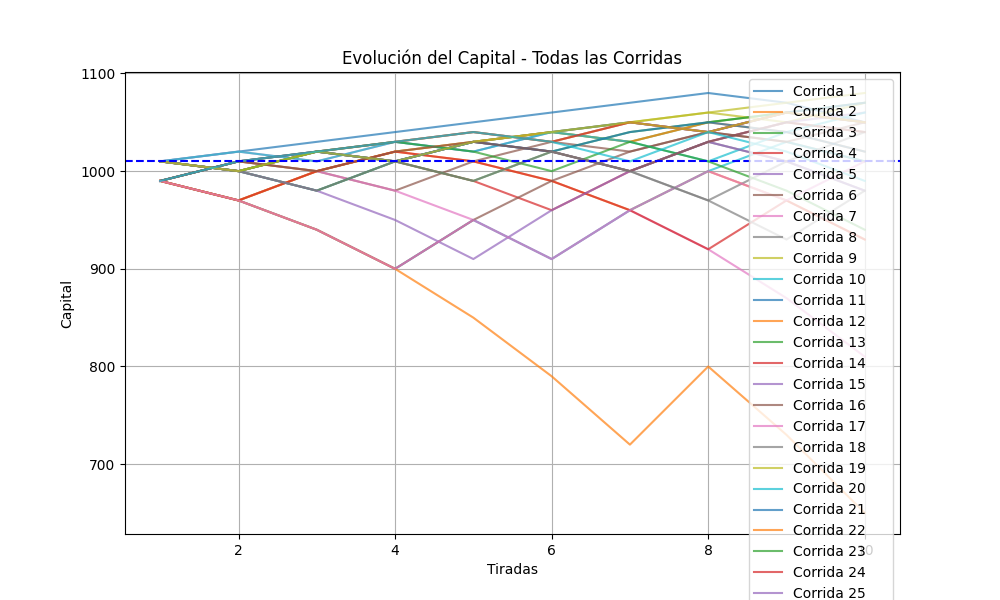 Evolución del Capital - Todas las Corridas
1100
1000
900
800
700
Capital
2
4
6
8
Tiradas
Corrida 1
Corrida 2
Corrida 3
Corrida 4
Corrida 5
Corrida 6
Corrida 7
Corrida 8
Corrida 9
Corrida 10
Corrida 11
Corrida 12
Corrida 13
Corrida 14
Corrida 15
Corrida 16
Corrida 17
Corrida 18
Corrida 19
Corrida 20
Corrida 21
Corrida 22
Corrida 23
Corrida 24
Corrida 25